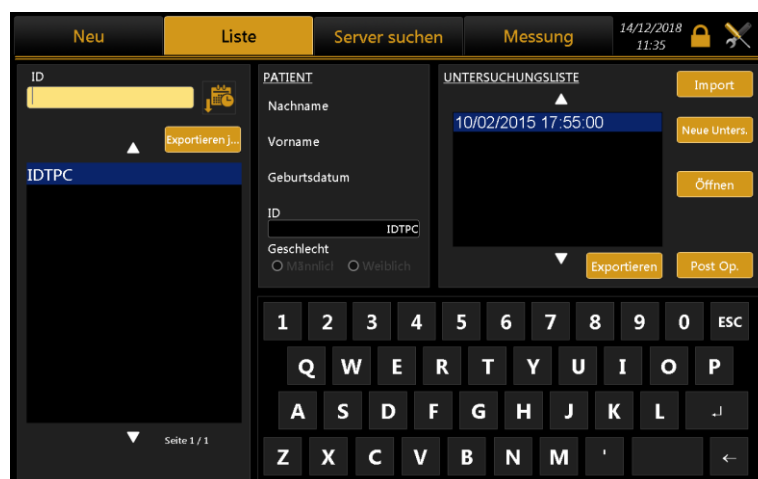 Neu
Liste
Server suchen
Messung
14/12/2018
11:35
ID
Exportieren j...
IDTPC
Seite 1 / 1
PATIENT
Nachname
Vorname
Geburtsdatum
ID
IDTPC
Geschlecht
Männlicl Weiblich
UNTERSUCHUNGSLISTE
10/02/2015 17:55:00
Exportieren
Import
Neue Unters.
Öffnen
Post Op.
1 2 3 4 5 6 7 8 9 0 ESC
Q W E R T Y U I O P
A S D F G H J K L
Z X C V B N M '